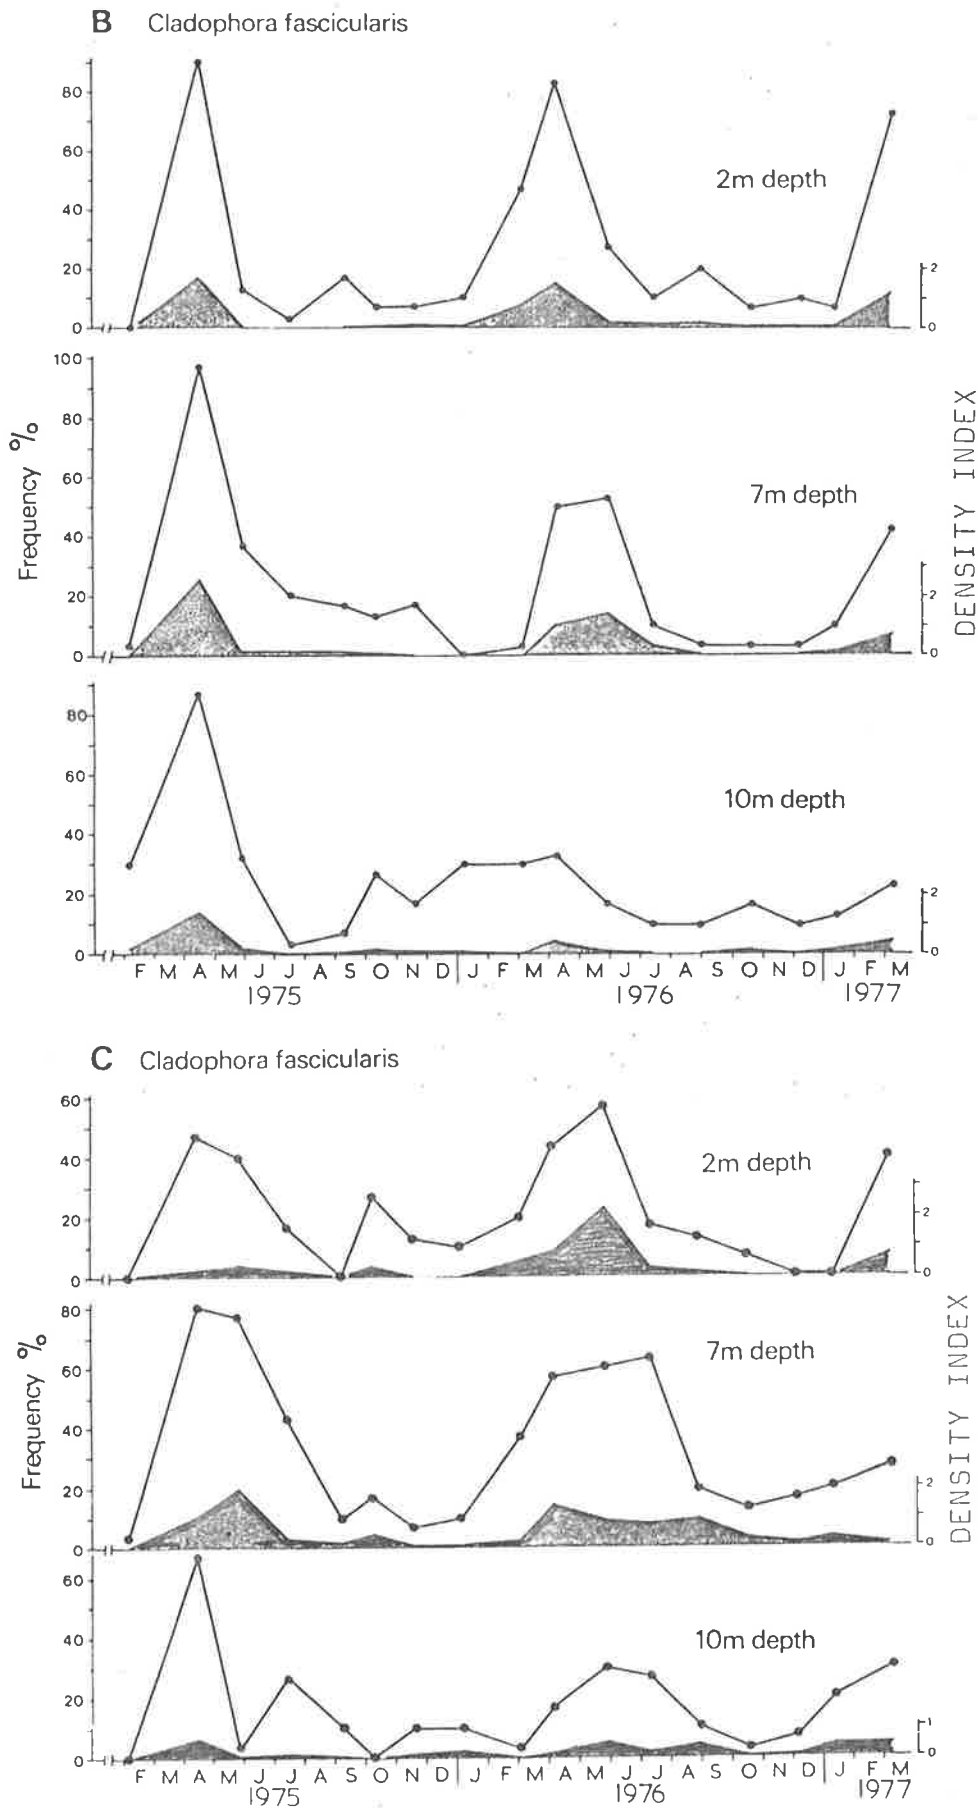 B Cladophora fascicularis
80
60
40
20
0
2m depth
2
0
100
80
60
40
20
0
7m depth
2
0
Frequency %
DENSITY INDEX
80
60
40
20
0
10m depth
2
0
F M A M J J A S O N D J F M A M J J A S O N D J F M
1975 1976 1977
C Cladophora fascicularis
60
40
20
0
2m depth
2
0
80
60
40
20
0
7m depth
2
0
Frequency %
DENSITY INDEX
60
40
20
0
10m depth
1
0
F M A M J J A S O N D J F M A M J J A S O N D J F M
1975 1976 1977